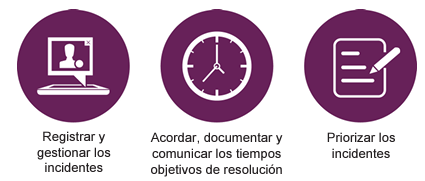 Registrar y
gestionar los
incidentes
Acordar, documentar y
comunicar los tiempos
objetivos de resolución
Priorizar los
incidentes